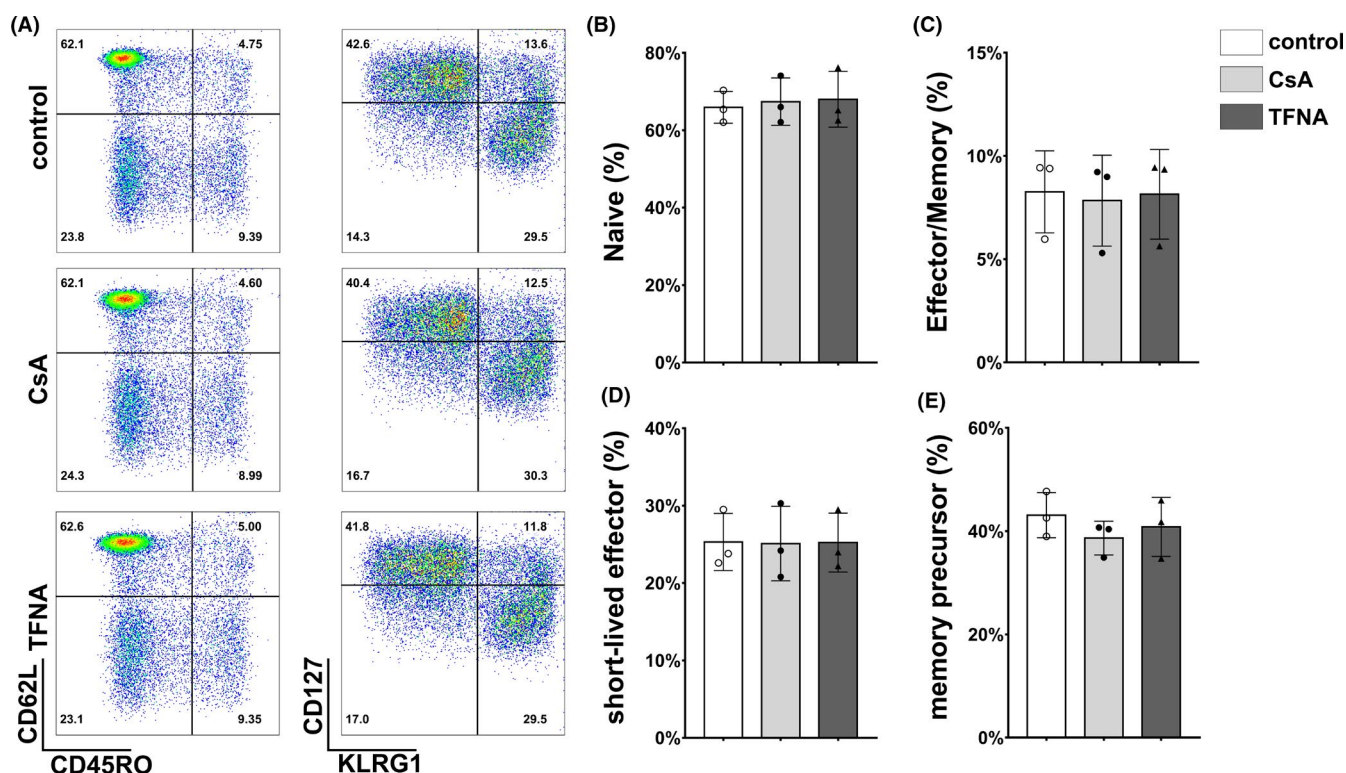 (A)
control
62.1 4.75
23.8 9.39
42.6 13.6
14.3 29.5
CsA
62.1 4.60
24.3 8.99
40.4 12.5
16.7 30.3
TFNA
62.6 5.00
23.1 9.35
41.8 11.8
17.0 29.5
CD62L
CD45RO
CD127
KLRG1
(B)
Naive (%)
80%
60%
40%
20%
0%
(C)
Effector/Memory (%)
15%
10%
5%
0%
control
CsA
TFNA
(D)
short-lived effector (%)
40%
30%
20%
10%
0%
(E)
memory precursor (%)
60%
40%
20%
0%